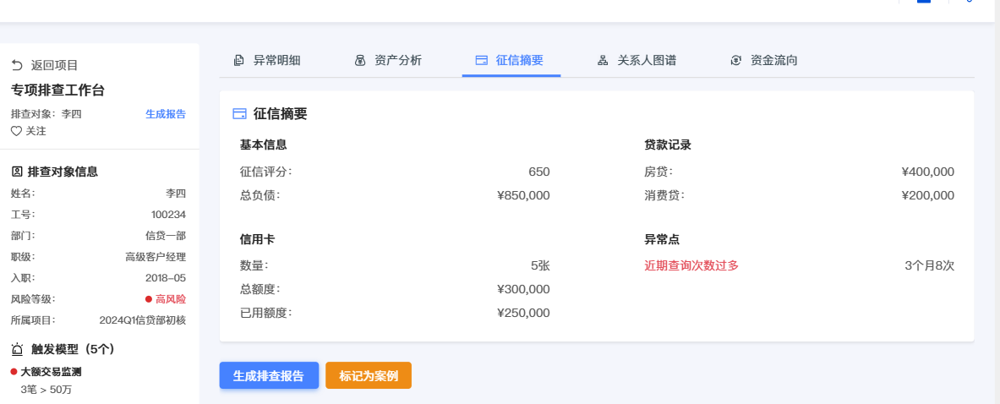 返回项目
专项排查工作台
排查对象：李四 生成报告
关注
排查对象信息
姓名： 李四
工号： 100234
部门： 信贷一部
职级： 高级客户经理
入职： 2018-05
风险等级： 高风险
所属项目： 2024Q1信贷部初核
触发模型（5个）
大额交易监测
3笔 > 50万
异常明细 资产分析 征信摘要 关系人图谱 资金流向
征信摘要
基本信息
征信评分： 650
总负债： ¥850,000
贷款记录
房贷： ¥400,000
消费贷： ¥200,000
信用卡
数量： 5张
总额度： ¥300,000
已用额度： ¥250,000
异常点
近期查询次数过多 3个月8次
生成排查报告 标记为案例